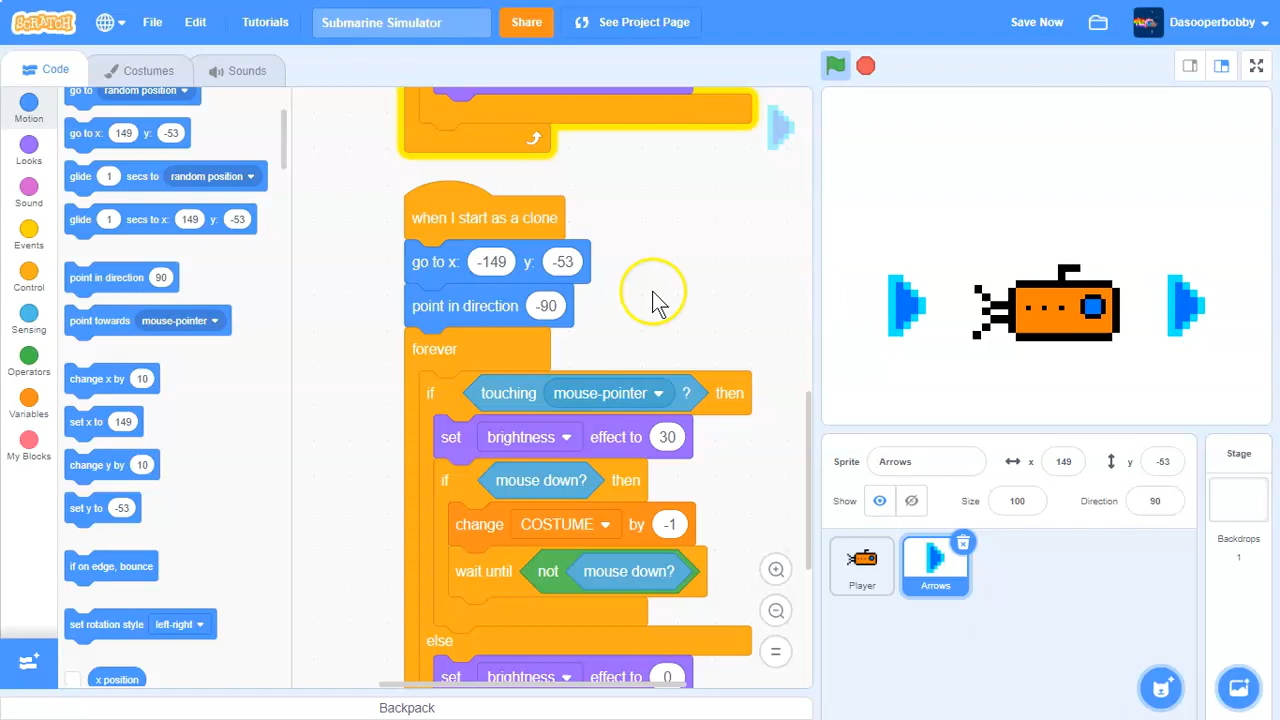 SCRATCH
File
Edit
Tutorials
Submarine Simulator
Share
See Project Page
Save Now
Dasooperbobby
Code
Costumes
Sounds
Motion
Looks
Sound
Events
Control
Sensing
Operators
Variables
My Blocks
go to random position
go to x: 149 y: -53
glide 1 secs to random position
glide 1 secs to x: 149 y: -53
point in direction 90
point towards mouse-pointer
change x by 10
set x to 149
change y by 10
set y to -53
if on edge, bounce
set rotation style left-right
x position
when I start as a clone
go to x: -149 y: -53
point in direction -90
forever
if touching mouse-pointer ? then
set brightness effect to 30
if mouse down? then
change COSTUME by -1
wait until not mouse down?
else
set brightness effect to 0
Backpack
Sprite Arrows
x 149
y -53
Show
Size 100
Direction 90
Player
Arrows
Stage
Backdrops
1